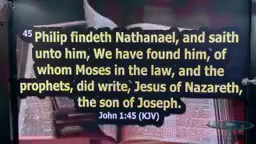 45 Philip findeth Nathanael, and saith
unto him, We have found him, of
whom Moses in the law, and the
prophets, did write, Jesus of Nazareth,
the son of Joseph.
John 1:45 (KJV)